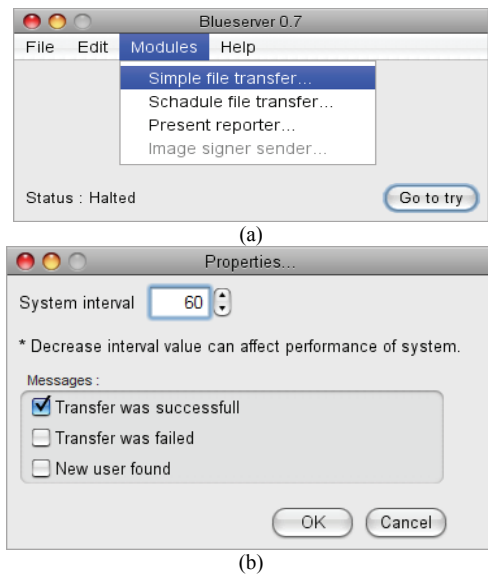 Blueserver 0.7
File Edit Modules Help
Simple file transfer...
Schadule file transfer...
Present reporter...
Image signer sender...
Status : Halted Go to try
(a)
Properties...
System interval 60
* Decrease interval value can affect performance of system.
Messages :
Transfer was successfull
Transfer was failed
New user found
OK Cancel
(b)